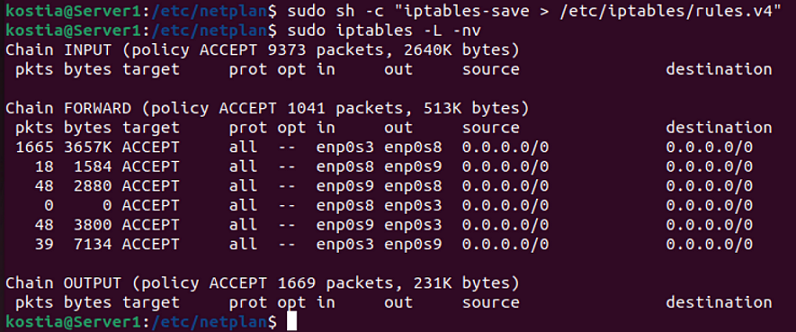 kostia@Server1:/etc/netplan$ sudo sh -c "iptables-save > /etc/iptables/rules.v4"
kostia@Server1:/etc/netplan$ sudo iptables -L -nv
Chain INPUT (policy ACCEPT 9373 packets, 2640K bytes)
 pkts bytes target     prot opt in     out     source               destination

Chain FORWARD (policy ACCEPT 1041 packets, 513K bytes)
 pkts bytes target     prot opt in     out     source               destination
 1665 3657K ACCEPT     all  --  enp0s3 enp0s8  0.0.0.0/0            0.0.0.0/0
   18  1584 ACCEPT     all  --  enp0s8 enp0s9  0.0.0.0/0            0.0.0.0/0
   48  2880 ACCEPT     all  --  enp0s9 enp0s8  0.0.0.0/0            0.0.0.0/0
    0     0 ACCEPT     all  --  enp0s8 enp0s3  0.0.0.0/0            0.0.0.0/0
   48  3800 ACCEPT     all  --  enp0s9 enp0s3  0.0.0.0/0            0.0.0.0/0
   39  7134 ACCEPT     all  --  enp0s3 enp0s9  0.0.0.0/0            0.0.0.0/0

Chain OUTPUT (policy ACCEPT 1669 packets, 231K bytes)
 pkts bytes target     prot opt in     out     source               destination
kostia@Server1:/etc/netplan$